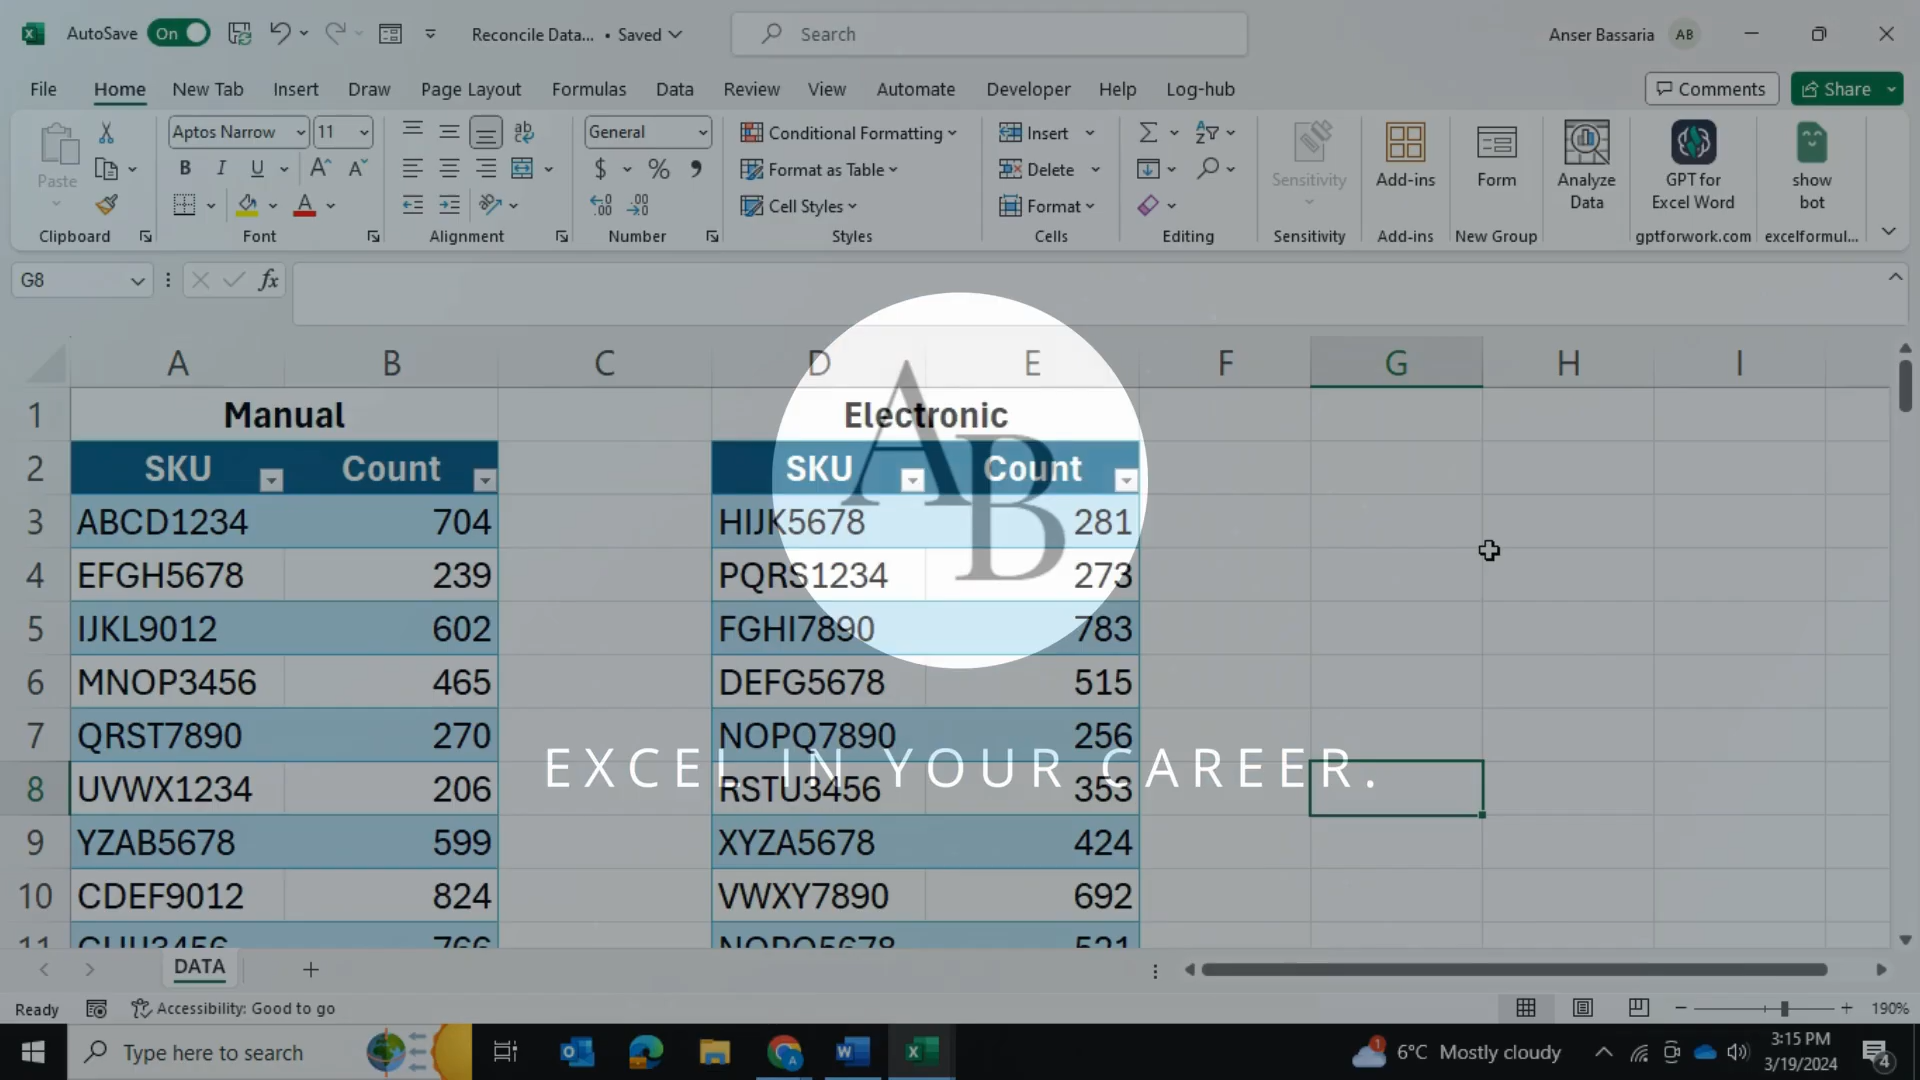 AutoSave On Reconcile Data... • Saved Search Anser Bassaria AB
File Home New Tab Insert Draw Page Layout Formulas Data Review View Automate Developer Help Log-hub Comments Share
Paste Aptos Narrow 11 General Conditional Formatting Insert
B I U $ % Format as Table Delete Sensitivity Add-ins Form Analyze Data GPT for Excel Word show bot
Cell Styles Format
Clipboard Font Alignment Number Styles Cells Editing Sensitivity Add-ins New Group gptforwork.com excelformul...
G8 fx
A B C D E F G H I
1 Manual Electronic
2 SKU Count SKU Count
3 ABCD1234 704 HIJK5678 281
4 EFGH5678 239 PQRS1234 273
5 IJKL9012 602 FGHI7890 783
6 MNOP3456 465 DEFG5678 515
7 QRST7890 270 NOPQ7890 256
AB
EXCEL IN YOUR CAREER.
8 UVWX1234 206 RSTU3456 353
9 YZAB5678 599 XYZA5678 424
10 CDEF9012 824 VWXY7890 692
DATA
Ready Accessibility: Good to go 190%
Type here to search 6°C Mostly cloudy 3:15 PM
3/19/2024 4